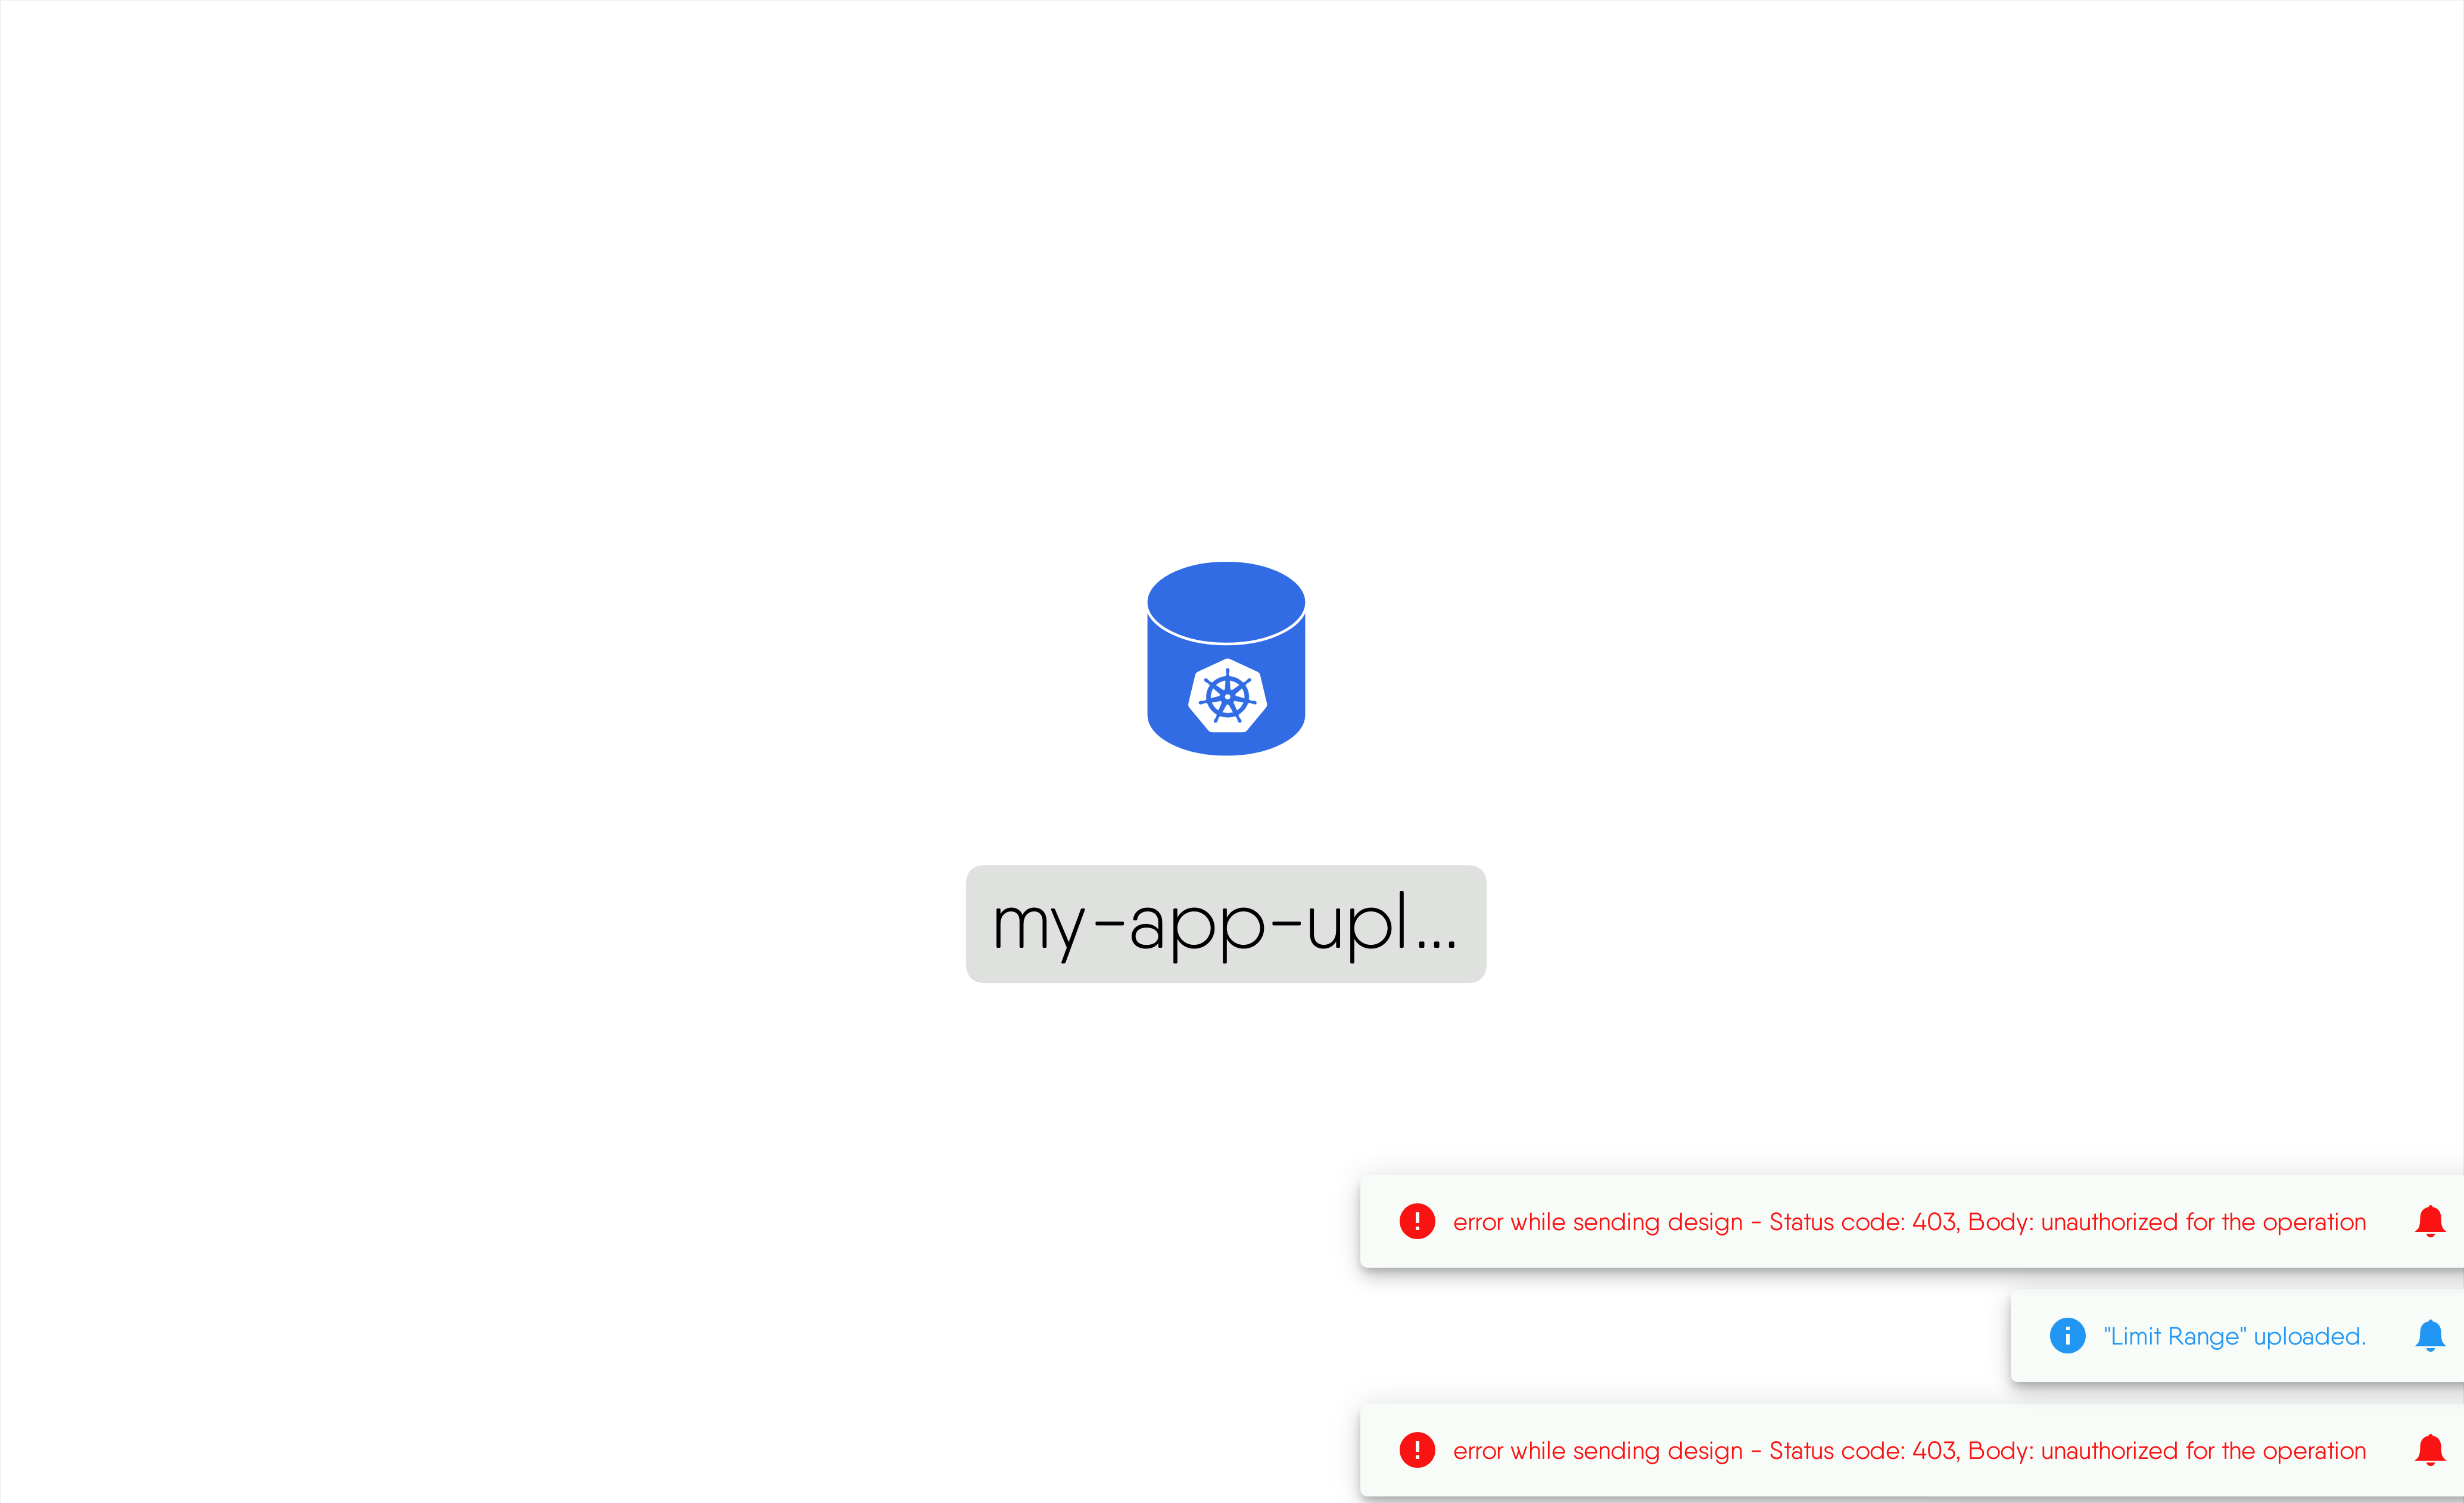 my-app-upl...
error while sending design - Status code: 403, Body: unauthorized for the operation
"Limit Range" uploaded.
error while sending design - Status code: 403, Body: unauthorized for the operation